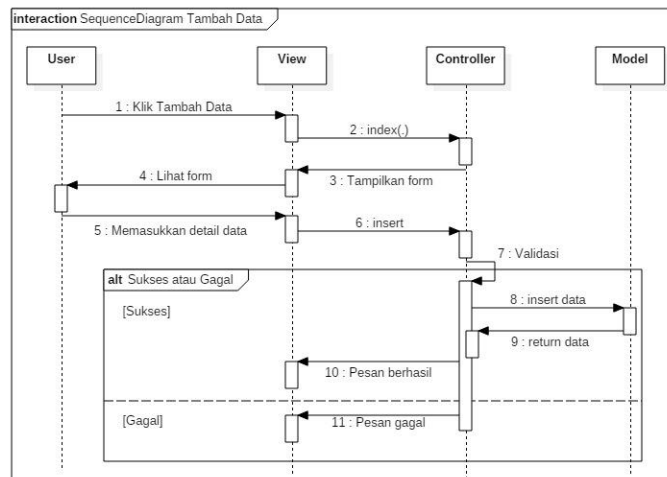 interaction SequenceDiagram Tambah Data
User
View
Controller
Model
1 : Klik Tambah Data
2 : index(.)
3 : Tampilkan form
4 : Lihat form
5 : Memasukkan detail data
6 : insert
7 : Validasi
alt Sukses atau Gagal
[Sukses]
8 : insert data
9 : return data
10 : Pesan berhasil
[Gagal]
11 : Pesan gagal